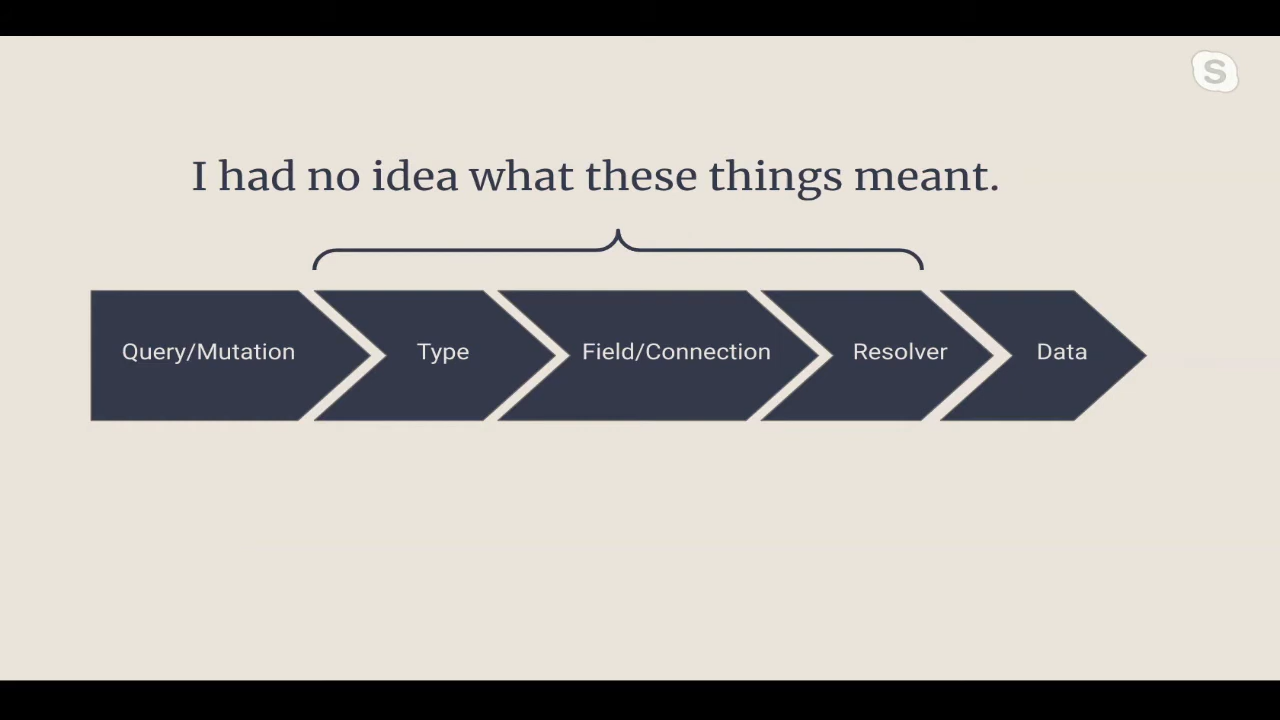 S
I had no idea what these things meant.
Query/Mutation
Type
Field/Connection
Resolver
Data